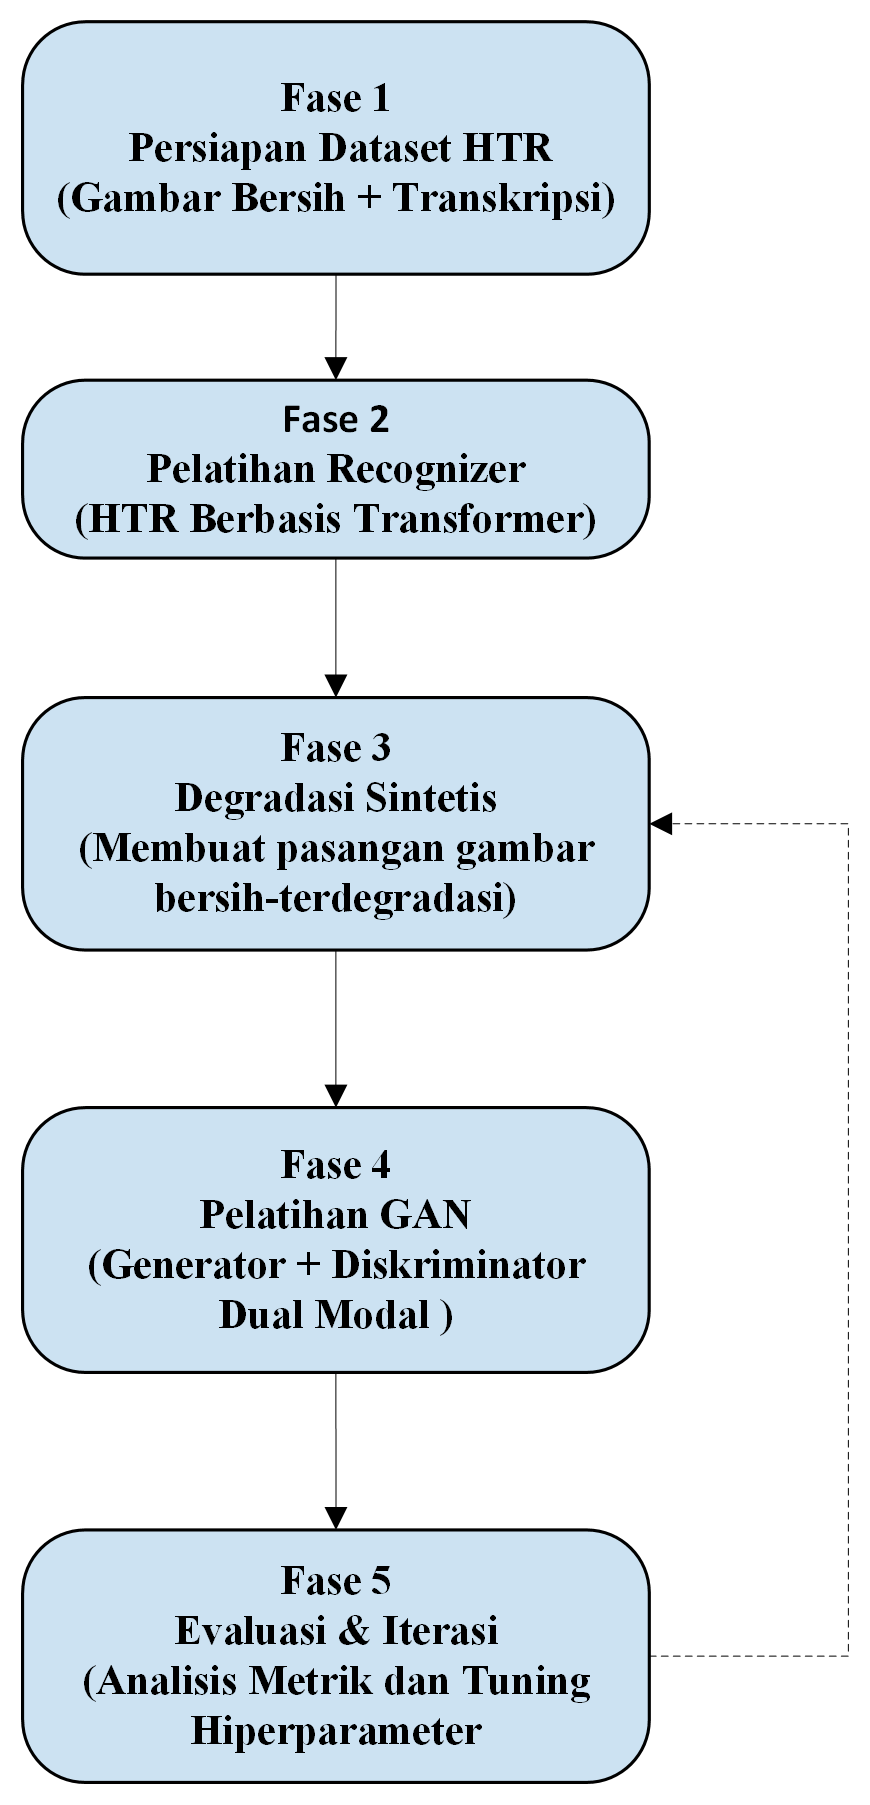 Fase 1
Persiapan Dataset HTR
(Gambar Bersih + Transkripsi)
Fase 2
Pelatihan Recognizer
(HTR Berbasis Transformer)
Fase 3
Degradasi Sintetis
(Membuat pasangan gambar
bersih-terdegradasi)
Fase 4
Pelatihan GAN
(Generator + Diskriminator
Dual Modal )
Fase 5
Evaluasi & Iterasi
(Analisis Metrik dan Tuning
Hiperparameter